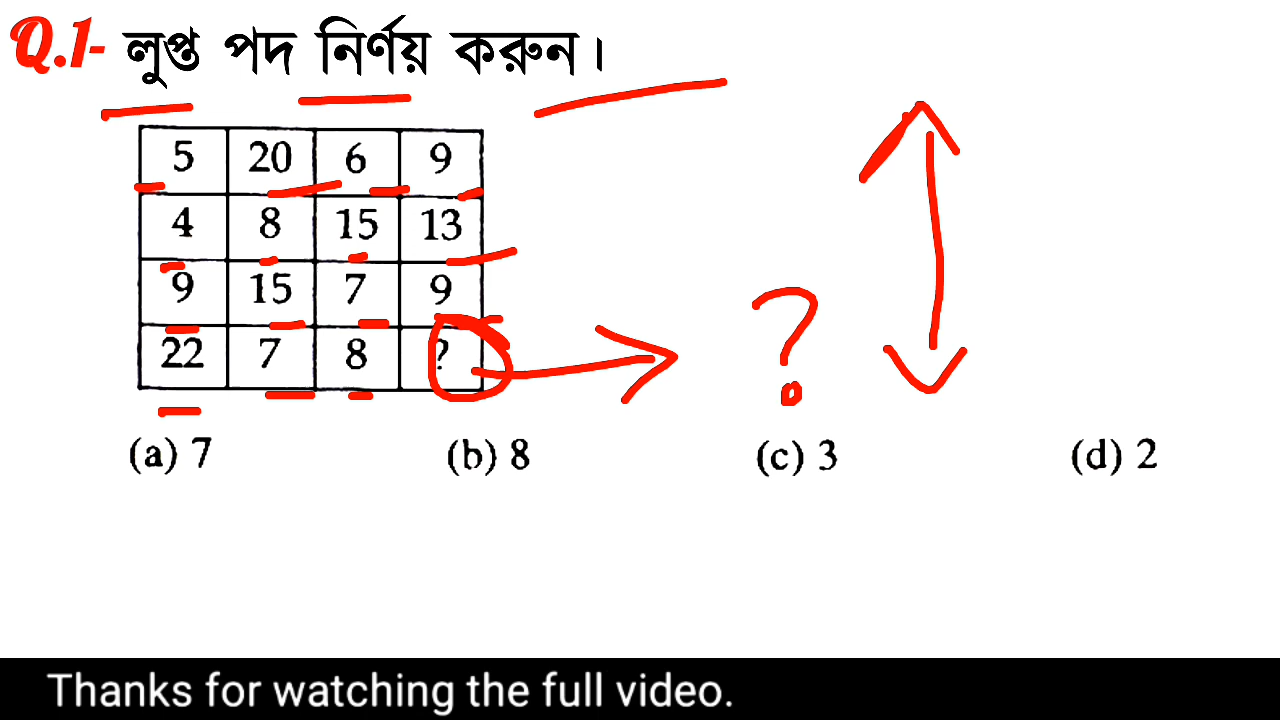 Q.1- লুপ্ত পদ নির্ণয় করুন।
5 20 6 9
4 8 15 13
9 15 7 9
22 7 8 ?
?
(a) 7 (b) 8 (c) 3 (d) 2
Thanks for watching the full video.